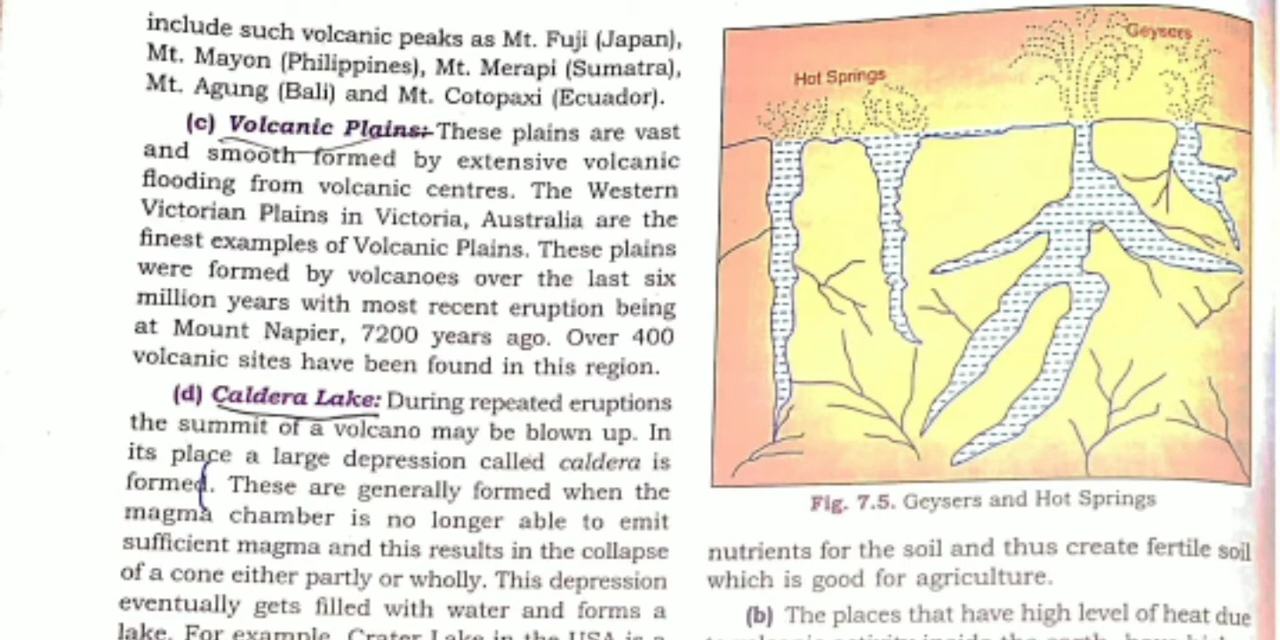 include such volcanic peaks as Mt. Fuji (Japan),
Mt. Mayon (Philippines), Mt. Merapi (Sumatra),
Mt. Agung (Bali) and Mt. Cotopaxi (Ecuador).
(c) Volcanic Plains: These plains are vast
and smooth formed by extensive volcanic
flooding from volcanic centres. The Western
Victorian Plains in Victoria, Australia are the
finest examples of Volcanic Plains. These plains
were formed by volcanoes over the last six
million years with most recent eruption being
at Mount Napier, 7200 years ago. Over 400
volcanic sites have been found in this region.
(d) Caldera Lake: During repeated eruptions
the summit of a volcano may be blown up. In
its place a large depression called caldera is
formed. These are generally formed when the
magma chamber is no longer able to emit
sufficient magma and this results in the collapse
of a cone either partly or wholly. This depression
eventually gets filled with water and forms a
lake. For example, Crater Lake in the USA is a
Geysers
Hot Springs
Fig. 7.5. Geysers and Hot Springs
nutrients for the soil and thus create fertile soil
which is good for agriculture.
(b) The places that have high level of heat due